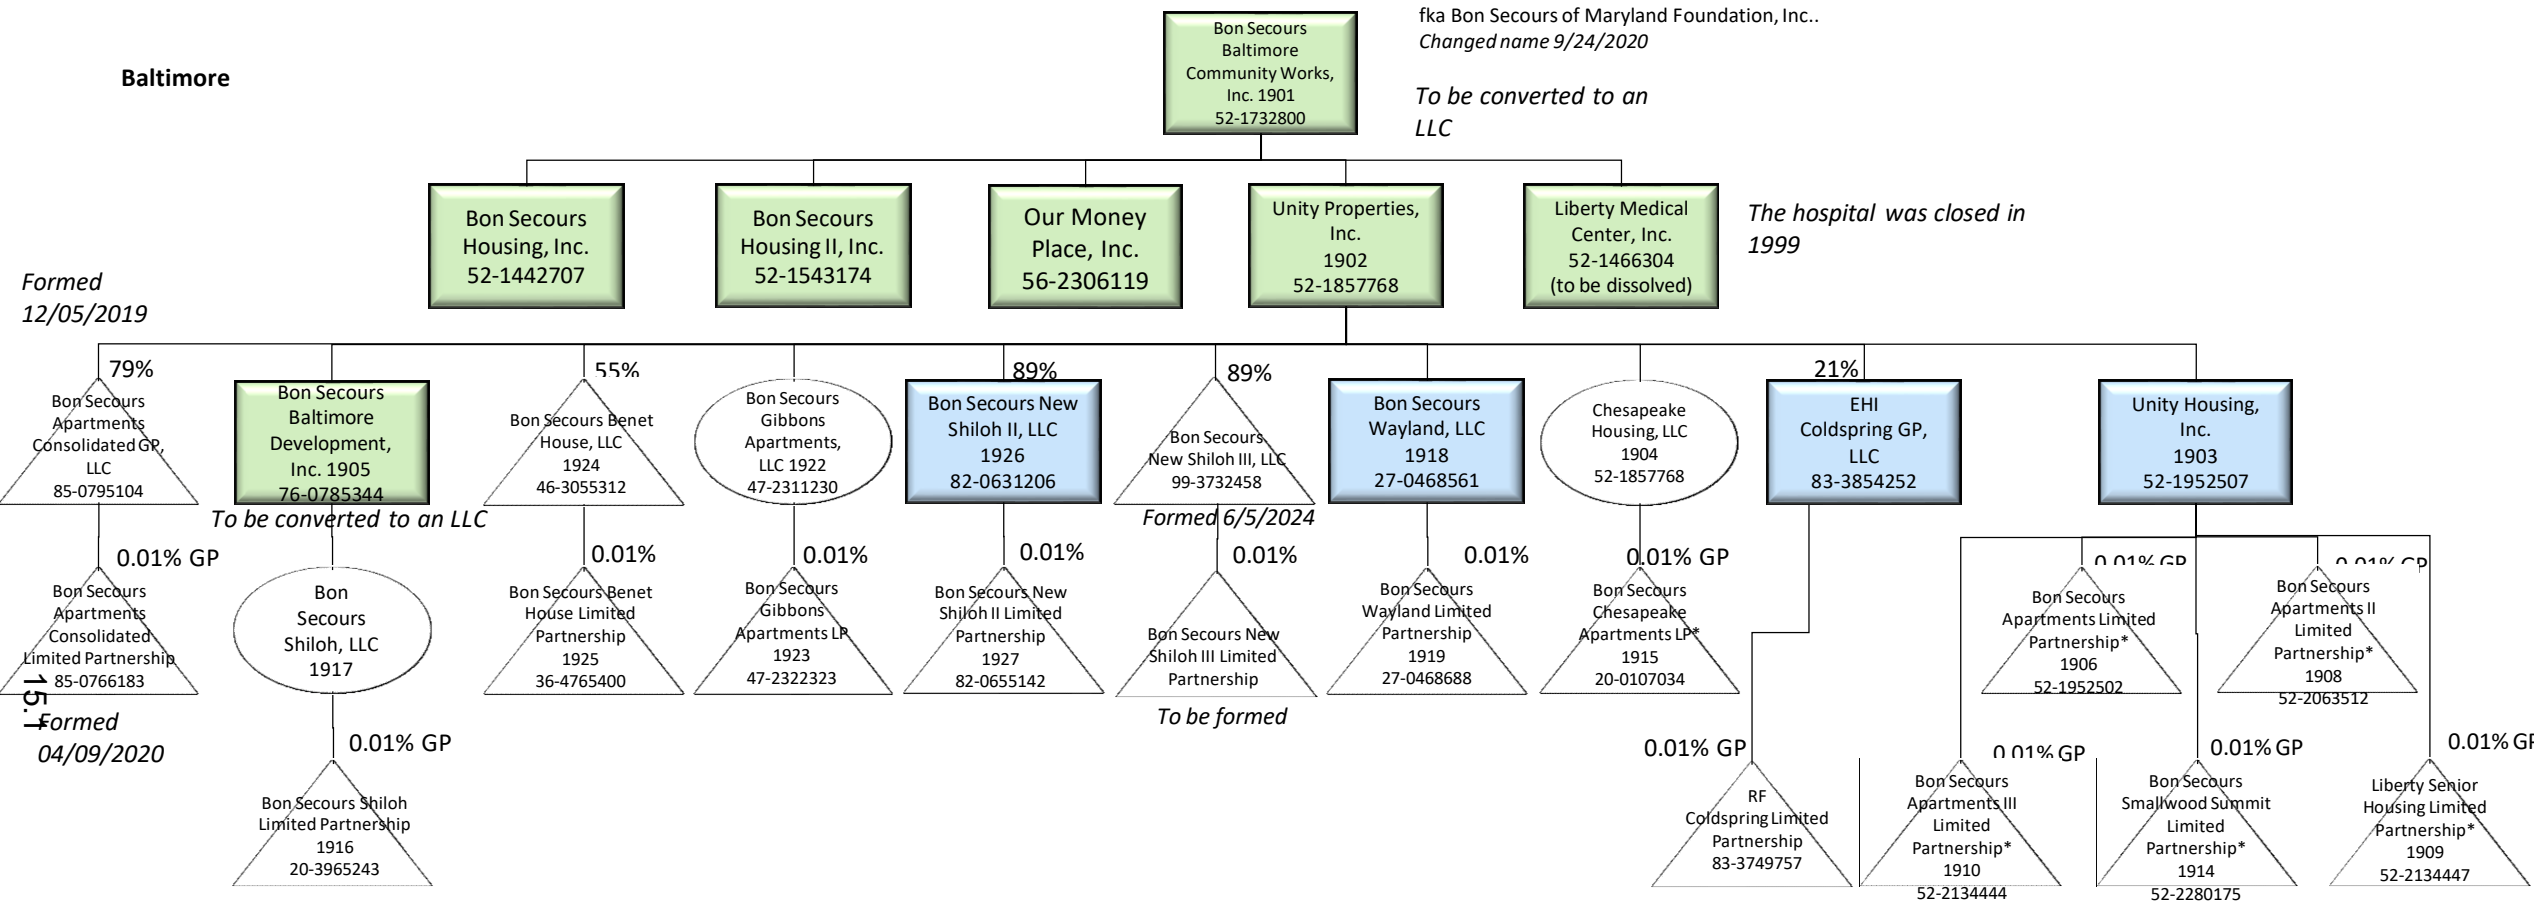 fka Bon Secours of Maryland Foundation, Inc..
Changed name 9/24/2020
Bon Secours
Baltimore
Community Works,
Inc. 1901
52-1732800
Baltimore
To be converted to an
LLC
Bon Secours
Housing, Inc.
52-1442707
Bon Secours
Housing II, Inc.
52-1543174
Our Money
Place, Inc.
56-2306119
Unity Properties,
Inc.
1902
52-1857768
Liberty Medical
Center, Inc.
52-1466304
(to be dissolved)
The hospital was closed in
1999
Formed
12/05/2019
79%
Bon Secours
Apartments
Consolidated GP,
LLC
85-0795104
Bon Secours
Baltimore
Development,
Inc. 1905
76-0785344
To be converted to an LLC
55%
Bon Secours Benet
House, LLC
1924
46-3055312
Bon Secours
Gibbons
Apartments,
LLC 1922
47-2311230
89%
Bon Secours New
Shiloh II, LLC
1926
82-0631206
89%
Bon Secours
New Shiloh III, LLC
99-3732458
Formed 6/5/2024
Bon Secours
Wayland, LLC
1918
27-0468561
Chesapeake
Housing, LLC
1904
52-1857768
21%
EHI
Coldspring GP,
LLC
83-3854252
Unity Housing,
Inc.
1903
52-1952507
0.01% GP
Bon Secours
Apartments
Consolidated
Limited Partnership
85-0766183
15.1
Formed
04/09/2020
Bon
Secours
Shiloh, LLC
1917
0.01%
Bon Secours Benet
House Limited
Partnership
1925
36-4765400
0.01%
Bon Secours
Gibbons
Apartments LP
1923
47-2322323
0.01%
Bon Secours New
Shiloh II Limited
Partnership
1927
82-0655142
0.01%
Bon Secours New
Shiloh III Limited
Partnership
To be formed
0.01%
Bon Secours
Wayland Limited
Partnership
1919
27-0468688
0.01% GP
Bon Secours
Chesapeake
Apartments LP*
1915
20-0107034
0.01% GP
Bon Secours
Apartments Limited
Partnership*
1906
52-1952502
0.01% GP
Bon Secours
Apartments II
Limited
Partnership*
1908
52-2063512
0.01% GP
Bon Secours Shiloh
Limited Partnership
1916
20-3965243
0.01% GP
RF
Coldspring Limited
Partnership
83-3749757
0.01% GP
Bon Secours
Apartments III
Limited
Partnership*
1910
52-2134444
0.01% GP
Bon Secours
Smallwood Summit
Limited
Partnership*
1914
52-2280175
0.01% GP
Liberty Senior
Housing Limited
Partnership*
1909
52-2134447